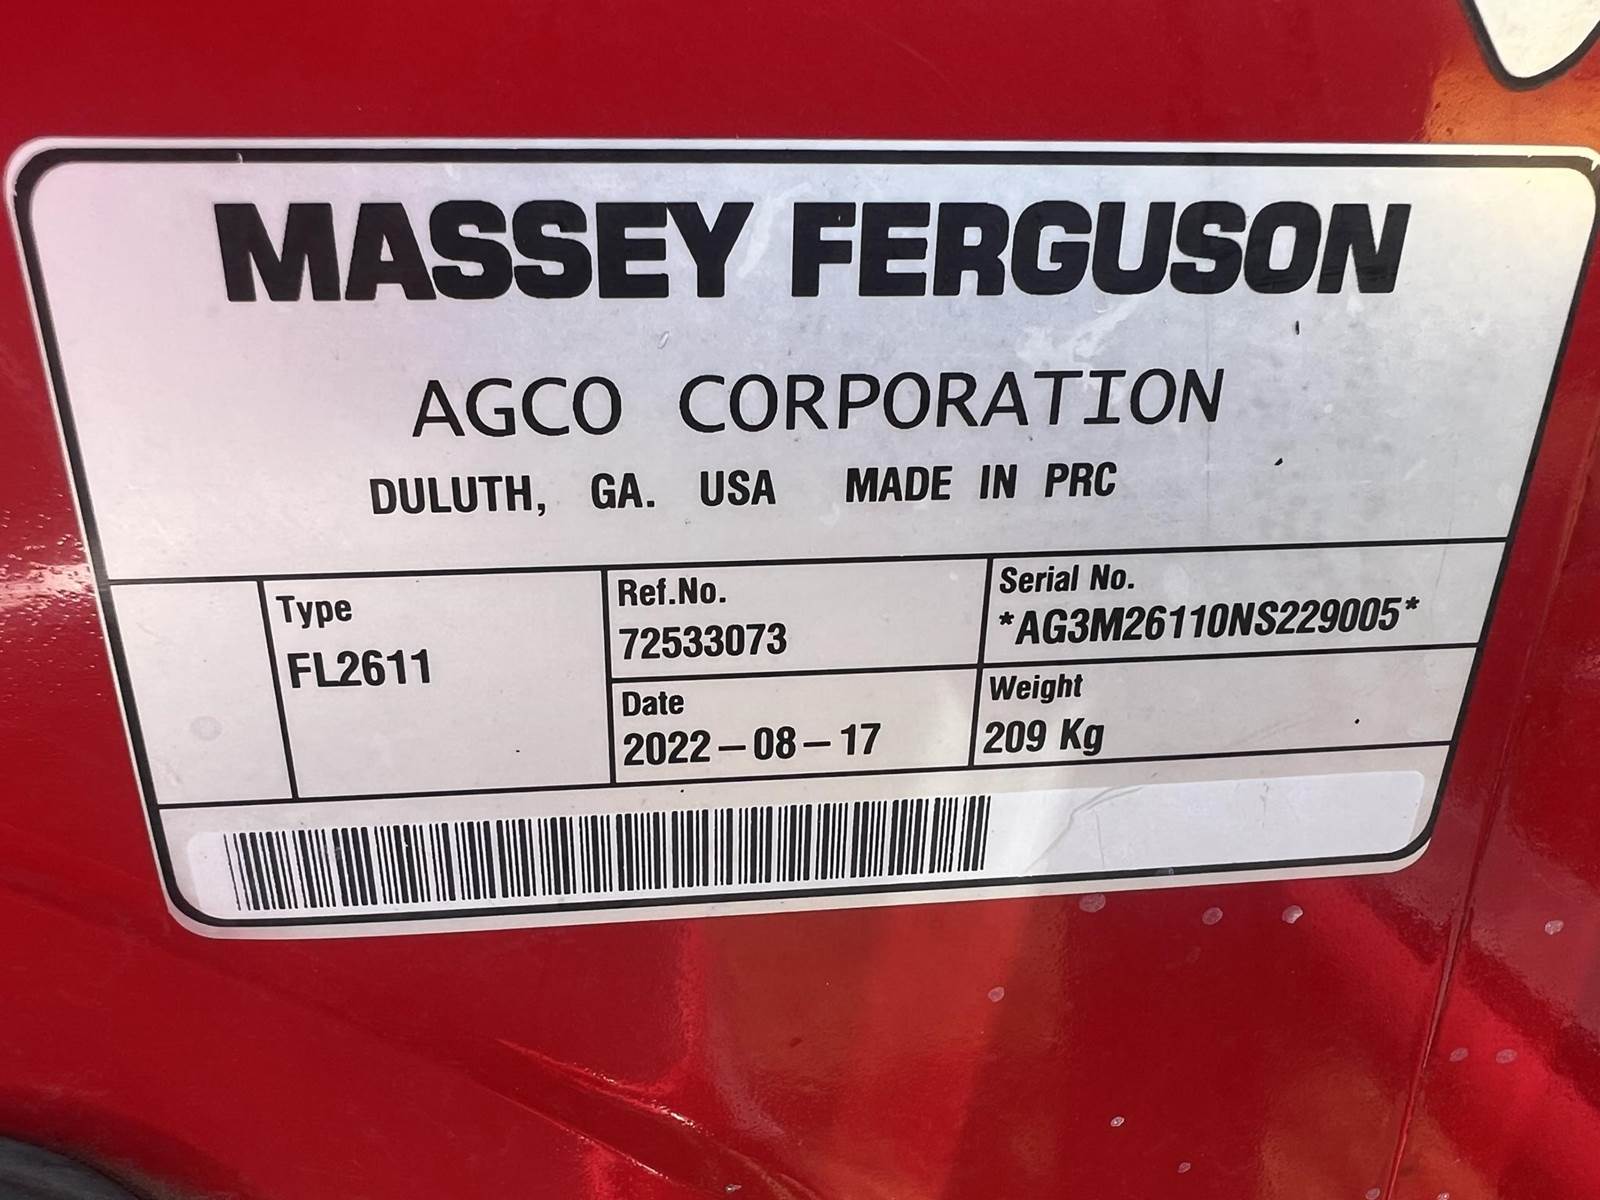 MASSEY FERGUSON
AGCO CORPORATION
DULUTH, GA. USA MADE IN PRC
Type
FL2611
Ref.No.
72533073
Serial No.
*AG3M26110NS229005*
Date
2022-08-17
Weight
209 Kg